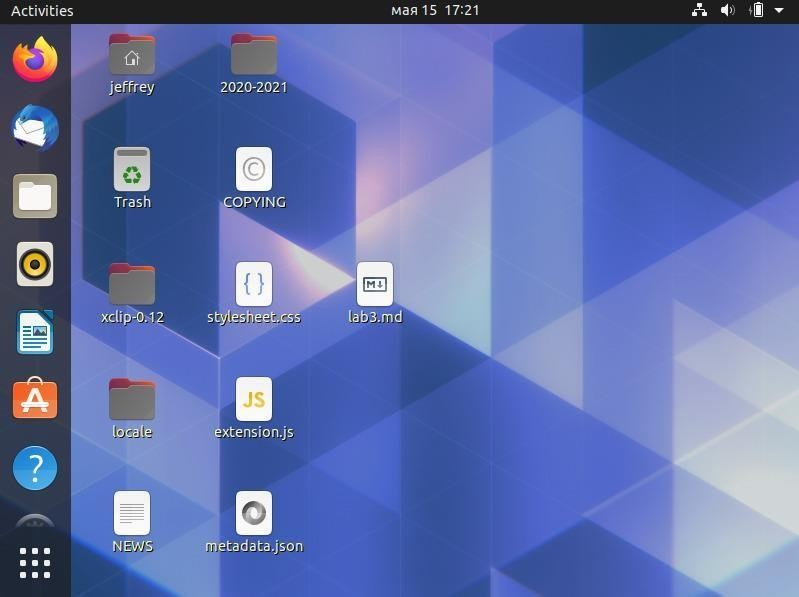 Activities
мая 15 17:21
jeffrey
2020-2021
Trash
COPYING
xclip-0.12
stylesheet.css
lab3.md
locale
JS
extension.js
NEWS
metadata.json